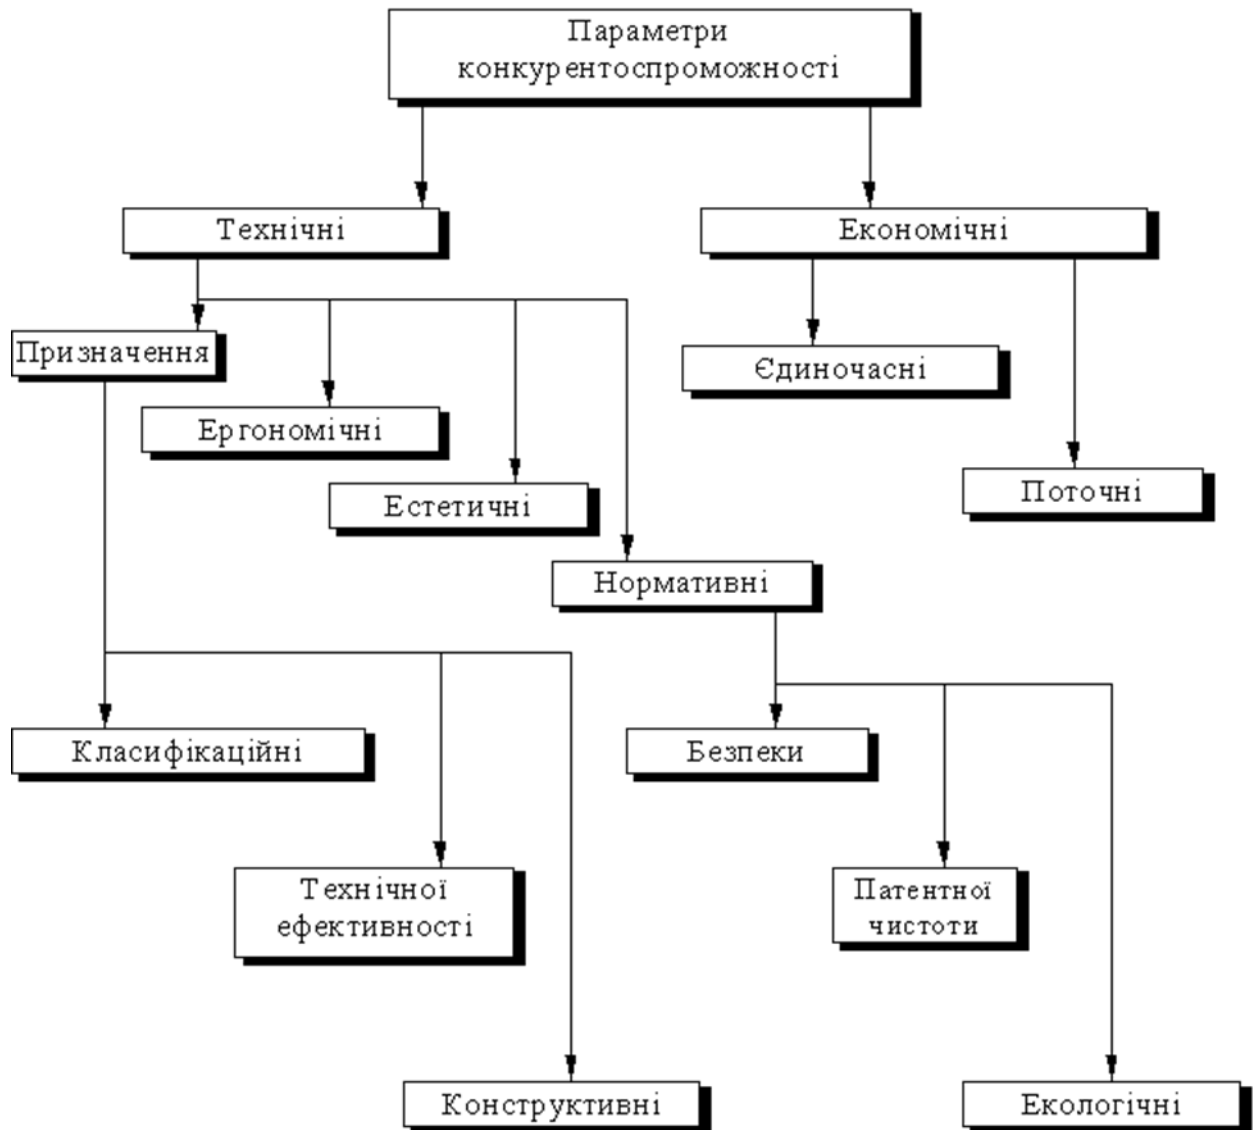 Параметри
конкурентоспроможності
Технічні
Економічні
Призначення
Єдиночасні
Ергономічні
Поточні
Естетичні
Нормативні
Класифікаційні
Безпеки
Технічної
ефективності
Патентної
чистоти
Конструктивні
Екологічні